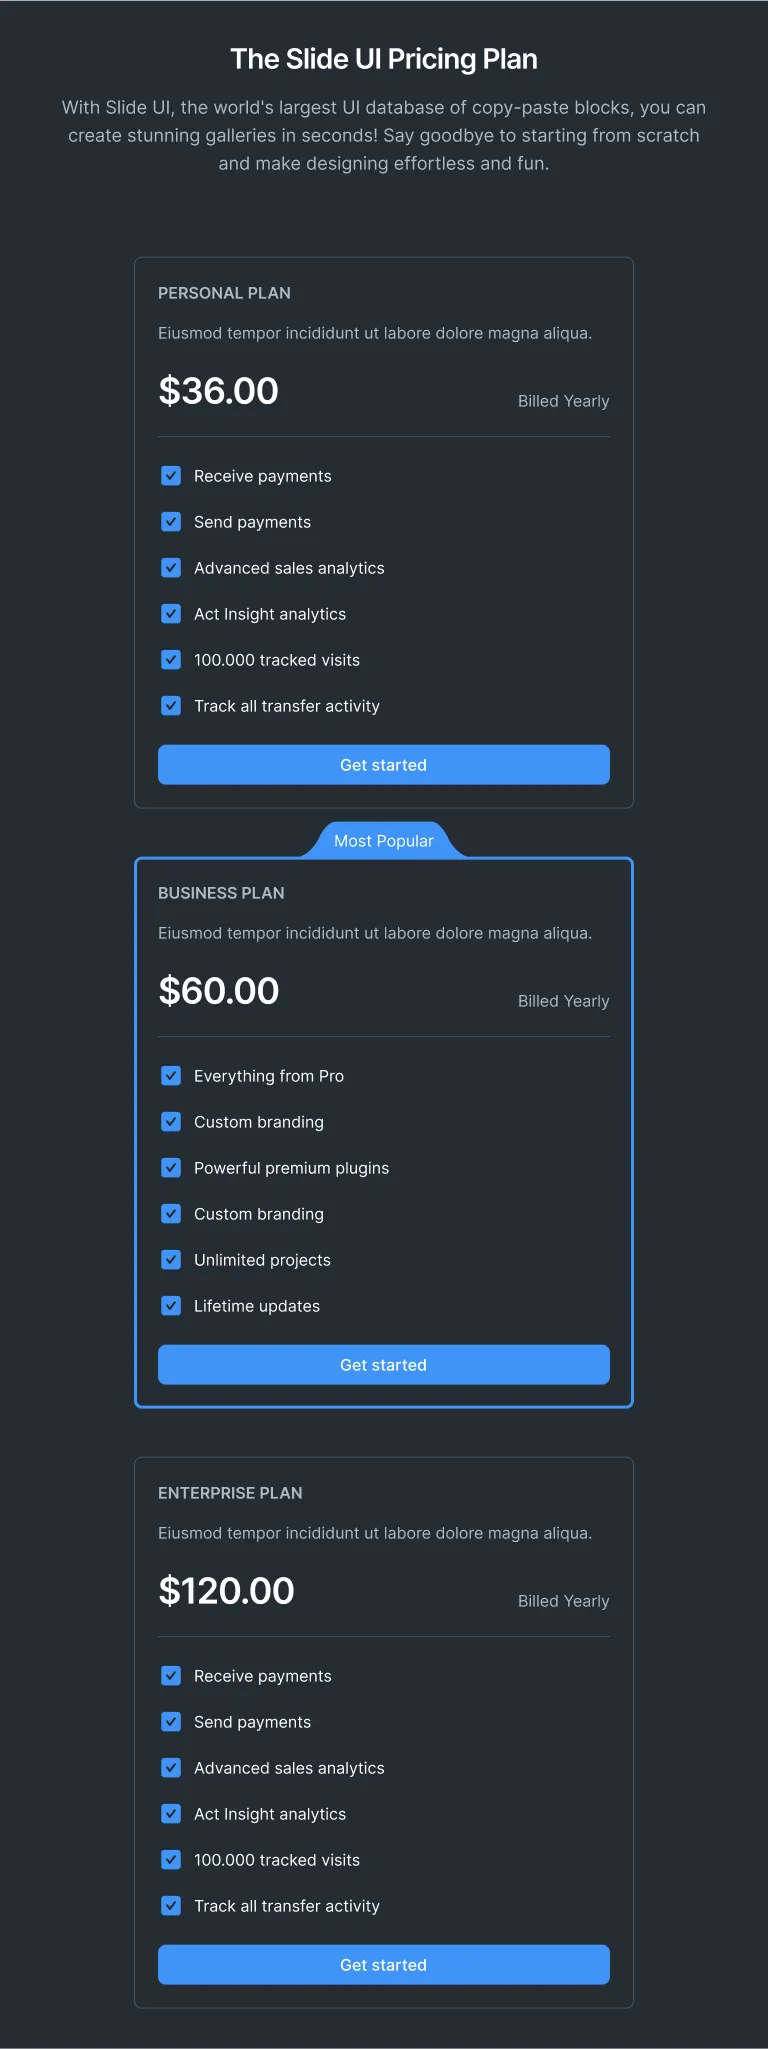 The Slide UI Pricing Plan
With Slide UI, the world's largest UI database of copy-paste blocks, you can
create stunning galleries in seconds! Say goodbye to starting from scratch
and make designing effortless and fun.
PERSONAL PLAN
Eiusmod tempor incididunt ut labore dolore magna aliqua.
$36.00
Billed Yearly
Receive payments
Send payments
Advanced sales analytics
Act Insight analytics
100.000 tracked visits
Track all transfer activity
Get started
Most Popular
BUSINESS PLAN
Eiusmod tempor incididunt ut labore dolore magna aliqua.
$60.00
Billed Yearly
Everything from Pro
Custom branding
Powerful premium plugins
Custom branding
Unlimited projects
Lifetime updates
Get started
ENTERPRISE PLAN
Eiusmod tempor incididunt ut labore dolore magna aliqua.
$120.00
Billed Yearly
Receive payments
Send payments
Advanced sales analytics
Act Insight analytics
100.000 tracked visits
Track all transfer activity
Get started